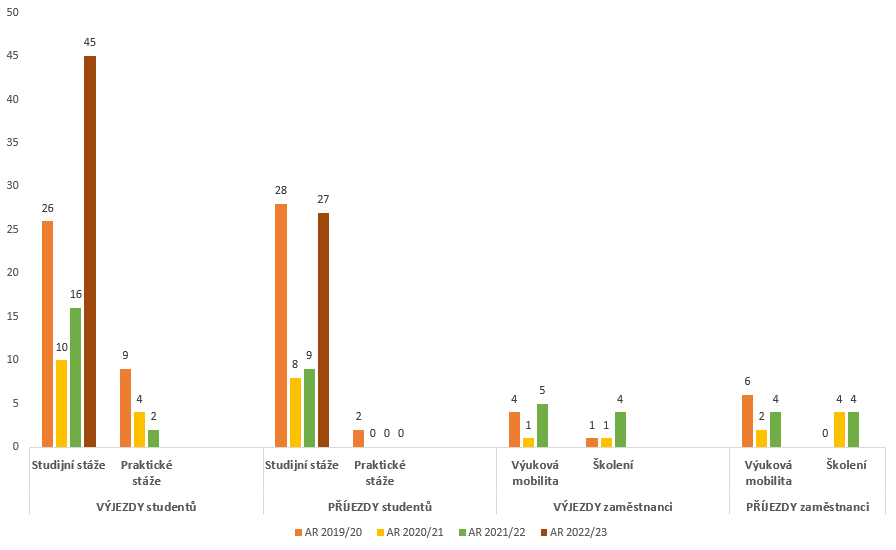 50
45
40
35
30
25
20
15
10
5
0
26 10 16 45
9 4 2
28 8 9 27
2 0 0 0
4 1 5
1 1 4
6 2 4
0 4 4
Studijní stáže Praktické stáže Studijní stáže Praktické stáže Výuková mobilita Školení Výuková mobilita Školení
VÝJEZDY studentů PŘÍJEZDY studentů VÝJEZDY zaměstnanci PŘÍJEZDY zaměstnanci
AR 2019/20 AR 2020/21 AR 2021/22 AR 2022/23